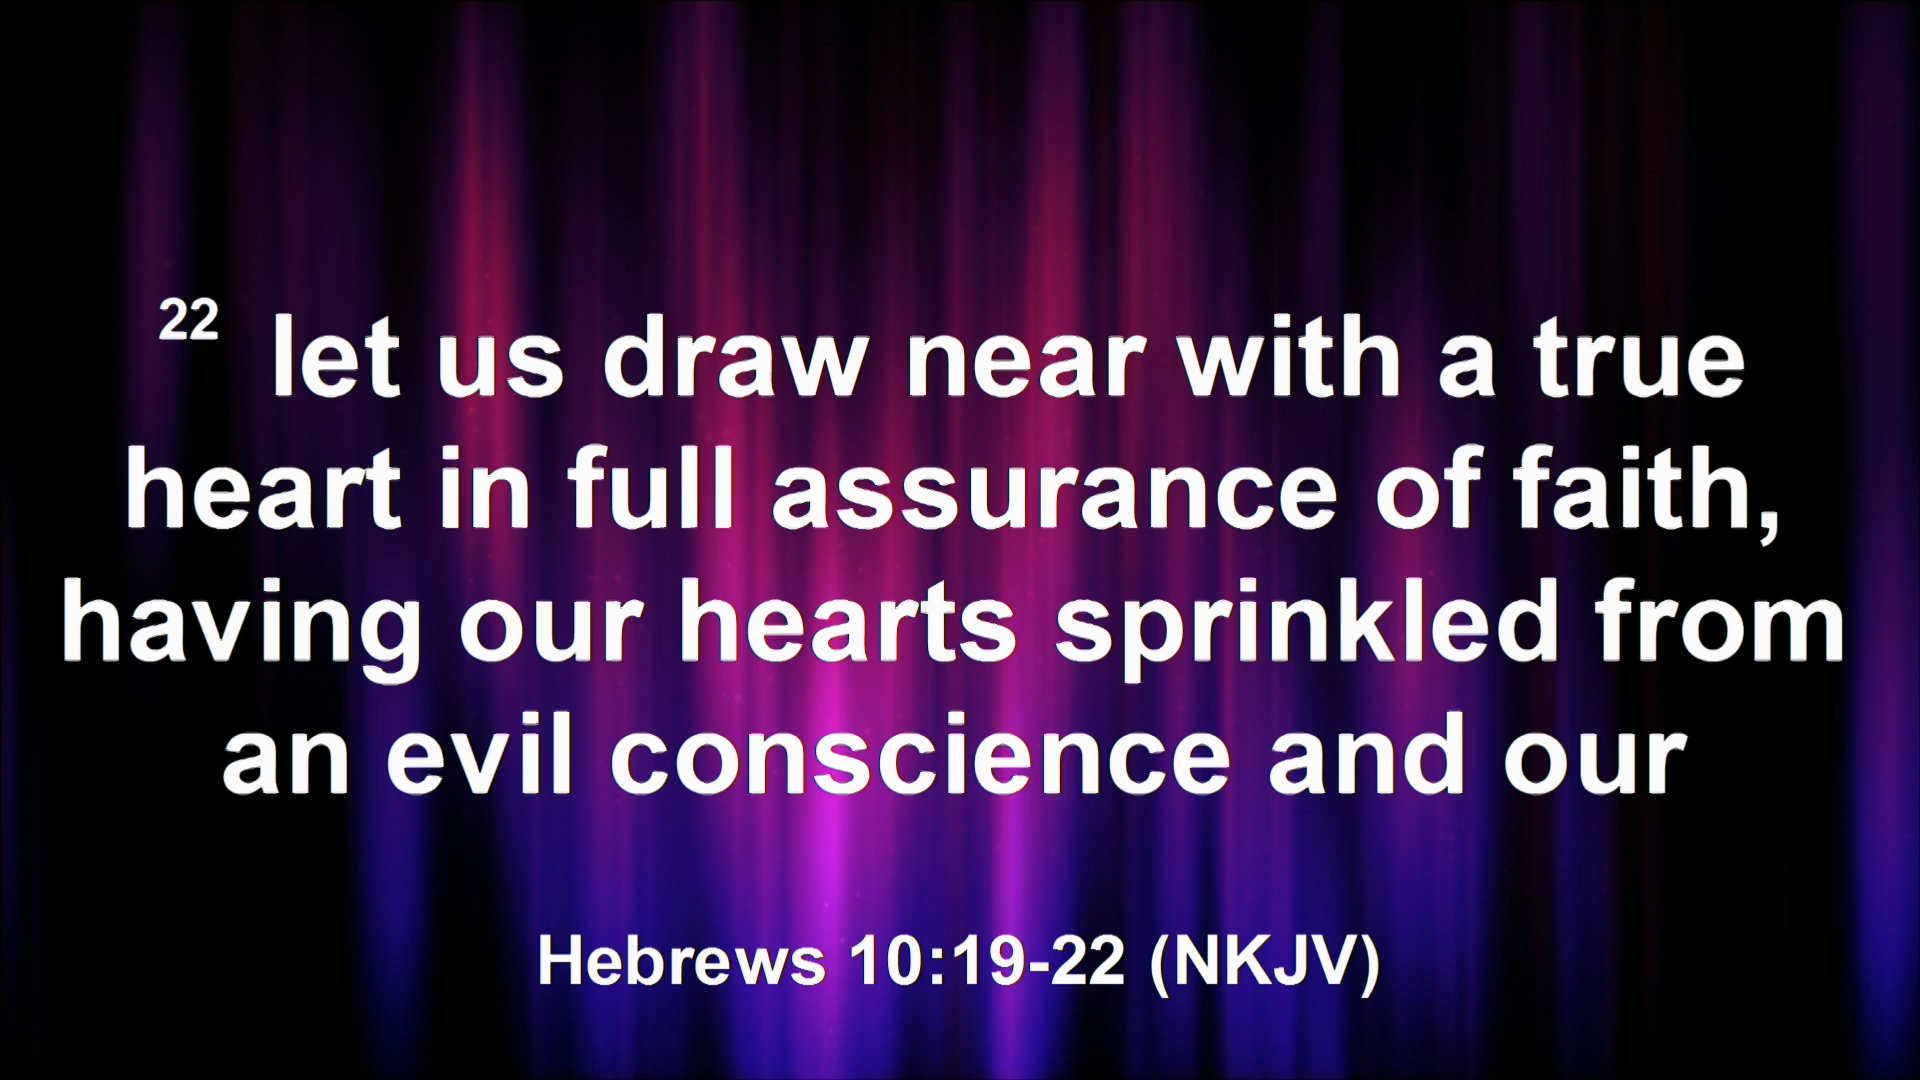 22 let us draw near with a true
heart in full assurance of faith,
having our hearts sprinkled from
an evil conscience and our
Hebrews 10:19-22 (NKJV)